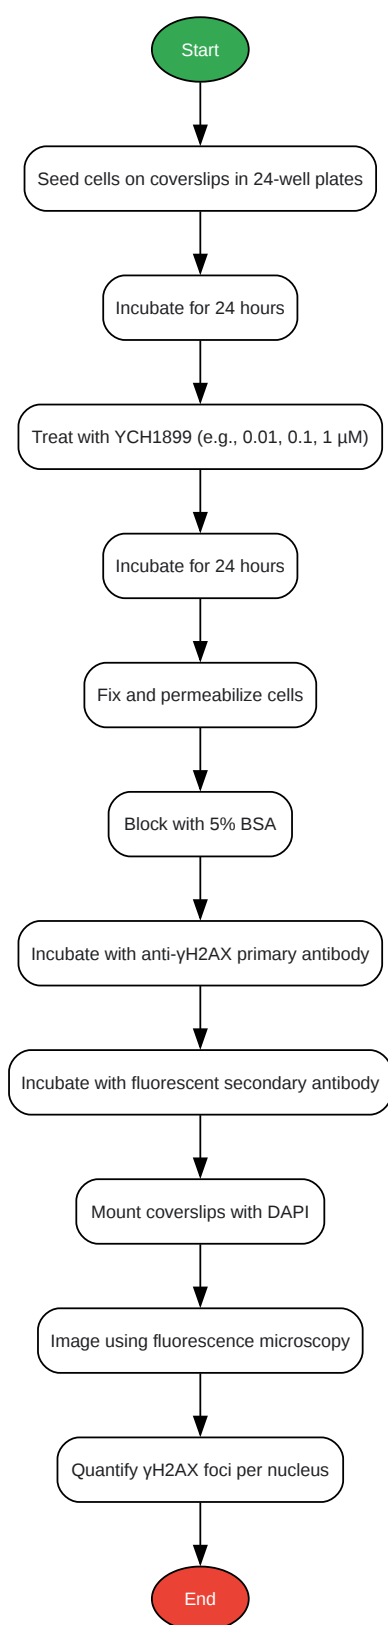 Start
Seed cells on coverslips in 24-well plates
Incubate for 24 hours
Treat with YCH1899 (e.g., 0.01, 0.1, 1 µM)
Incubate for 24 hours
Fix and permeabilize cells
Block with 5% BSA
Incubate with anti-γH2AX primary antibody
Incubate with fluorescent secondary antibody
Mount coverslips with DAPI
Image using fluorescence microscopy
Quantify γH2AX foci per nucleus
End